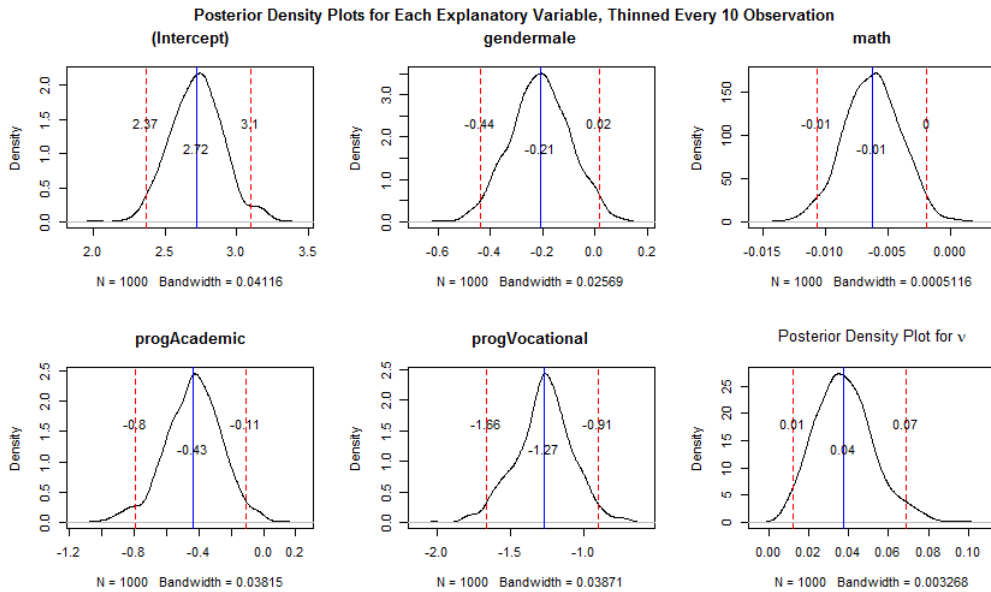 Posterior Density Plots for Each Explanatory Variable, Thinned Every 10 Observation
(Intercept)
Density
0.0 0.5 1.0 1.5 2.0
2.37 3.1
2.72
2.0 2.5 3.0 3.5
N = 1000 Bandwidth = 0.04116
gendermale
Density
0.0 1.0 2.0 3.0
-0.44 0.02
-0.21
-0.6 -0.4 -0.2 0.0 0.2
N = 1000 Bandwidth = 0.02569
math
Density
0 50 100 150
-0.01 0
-0.01
-0.015 -0.010 -0.005 0.000
N = 1000 Bandwidth = 0.0005116
progAcademic
Density
0.0 0.5 1.0 1.5 2.0 2.5
-0.8 -0.11
-0.43
-1.2 -0.8 -0.4 0.0 0.2
N = 1000 Bandwidth = 0.03815
progVocational
Density
0.0 0.5 1.0 1.5 2.0 2.5
-1.66 -0.91
-1.27
-2.0 -1.5 -1.0
N = 1000 Bandwidth = 0.03871
Posterior Density Plot for ν
Density
0 5 10 15 20 25
0.01 0.07
0.04
0.00 0.02 0.04 0.06 0.08 0.10
N = 1000 Bandwidth = 0.003268